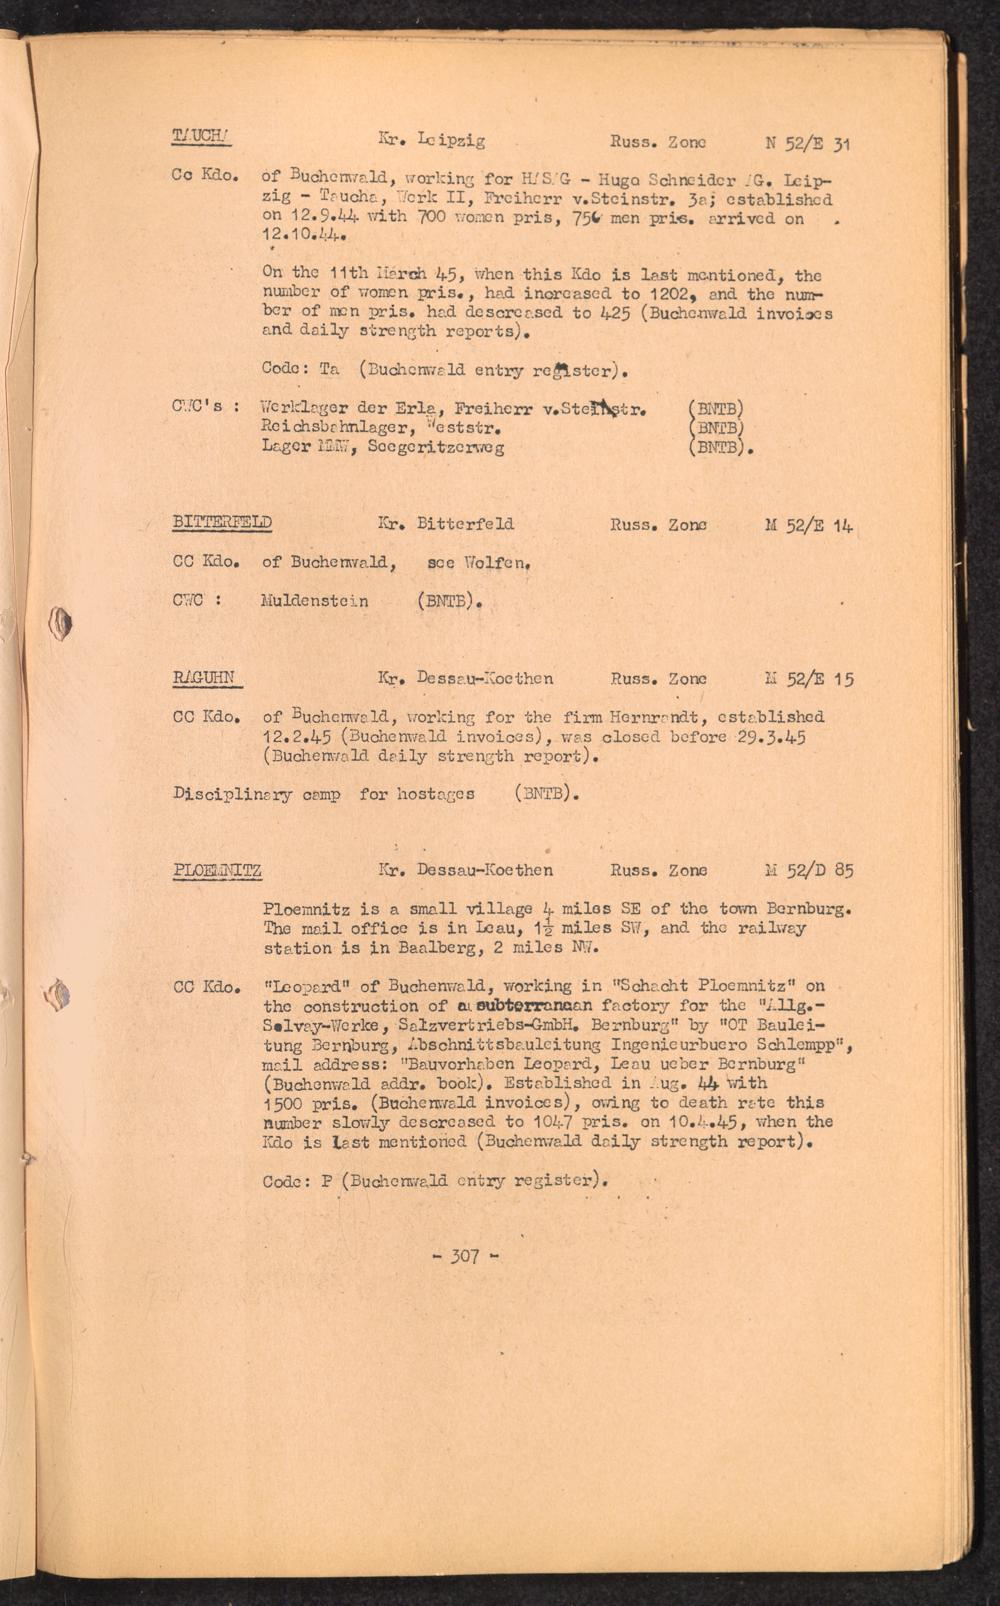 TAUCHA Kr. Leipzig Russ. Zone N 52/E 31
Cc Kdo. of Buchenwald, working for HASAG - Hugo Schneider AG. Leip-
zig - Taucha, Werk II, Freiherr v.Steinstr. 3a; established
on 12.9.44 with 700 women pris, 756 men pris. arrived on
12.10.44.
On the 11th March 45, when this Kdo is last mentioned, the
number of women pris., had increased to 1202, and the num-
ber of men pris. had descreased to 425 (Buchenwald invoices
and daily strength reports).
Code: Ta (Buchenwald entry register).
CWC's : Werklager der Erla, Freiherr v.Steinstr. (BNTB)
Reichsbahnlager, Weststr. (BNTB)
Lager MMW, Seegeritzerweg (BNTB).
BITTERFELD Kr. Bitterfeld Russ. Zone M 52/E 14
CC Kdo. of Buchenwald, see Wolfen.
CWC : Muldenstein (BNTB).
RAGUHN Kr. Dessau-Koethen Russ. Zone M 52/E 15
CC Kdo. of Buchenwald, working for the firm Hernrandt, established
12.2.45 (Buchenwald invoices), was closed before 29.3.45
(Buchenwald daily strength report).
Disciplinary camp for hostages (BNTB).
PLOEMNITZ Kr. Dessau-Koethen Russ. Zone M 52/D 85
Ploemnitz is a small village 4 miles SE of the town Bernburg.
The mail office is in Leau, 1½ miles SW, and the railway
station is in Baalberg, 2 miles NW.
CC Kdo. "Leopard" of Buchenwald, working in "Schacht Ploemnitz" on
the construction of a subterranean factory for the "Allg.-
Solvay-Werke, Salzvertriebs-GmbH. Bernburg" by "OT Baulei-
tung Bernburg, Abschnittsbauleitung Ingenieurbuero Schlempp",
mail address: "Bauvorhaben Leopard, Leau ueber Bernburg"
(Buchenwald addr. book). Established in Aug. 44 with
1500 pris. (Buchenwald invoices), owing to death rate this
number slowly descreased to 1047 pris. on 10.4.45, when the
Kdo is last mentioned (Buchenwald daily strength report).
Code: P (Buchenwald entry register).
- 307 -